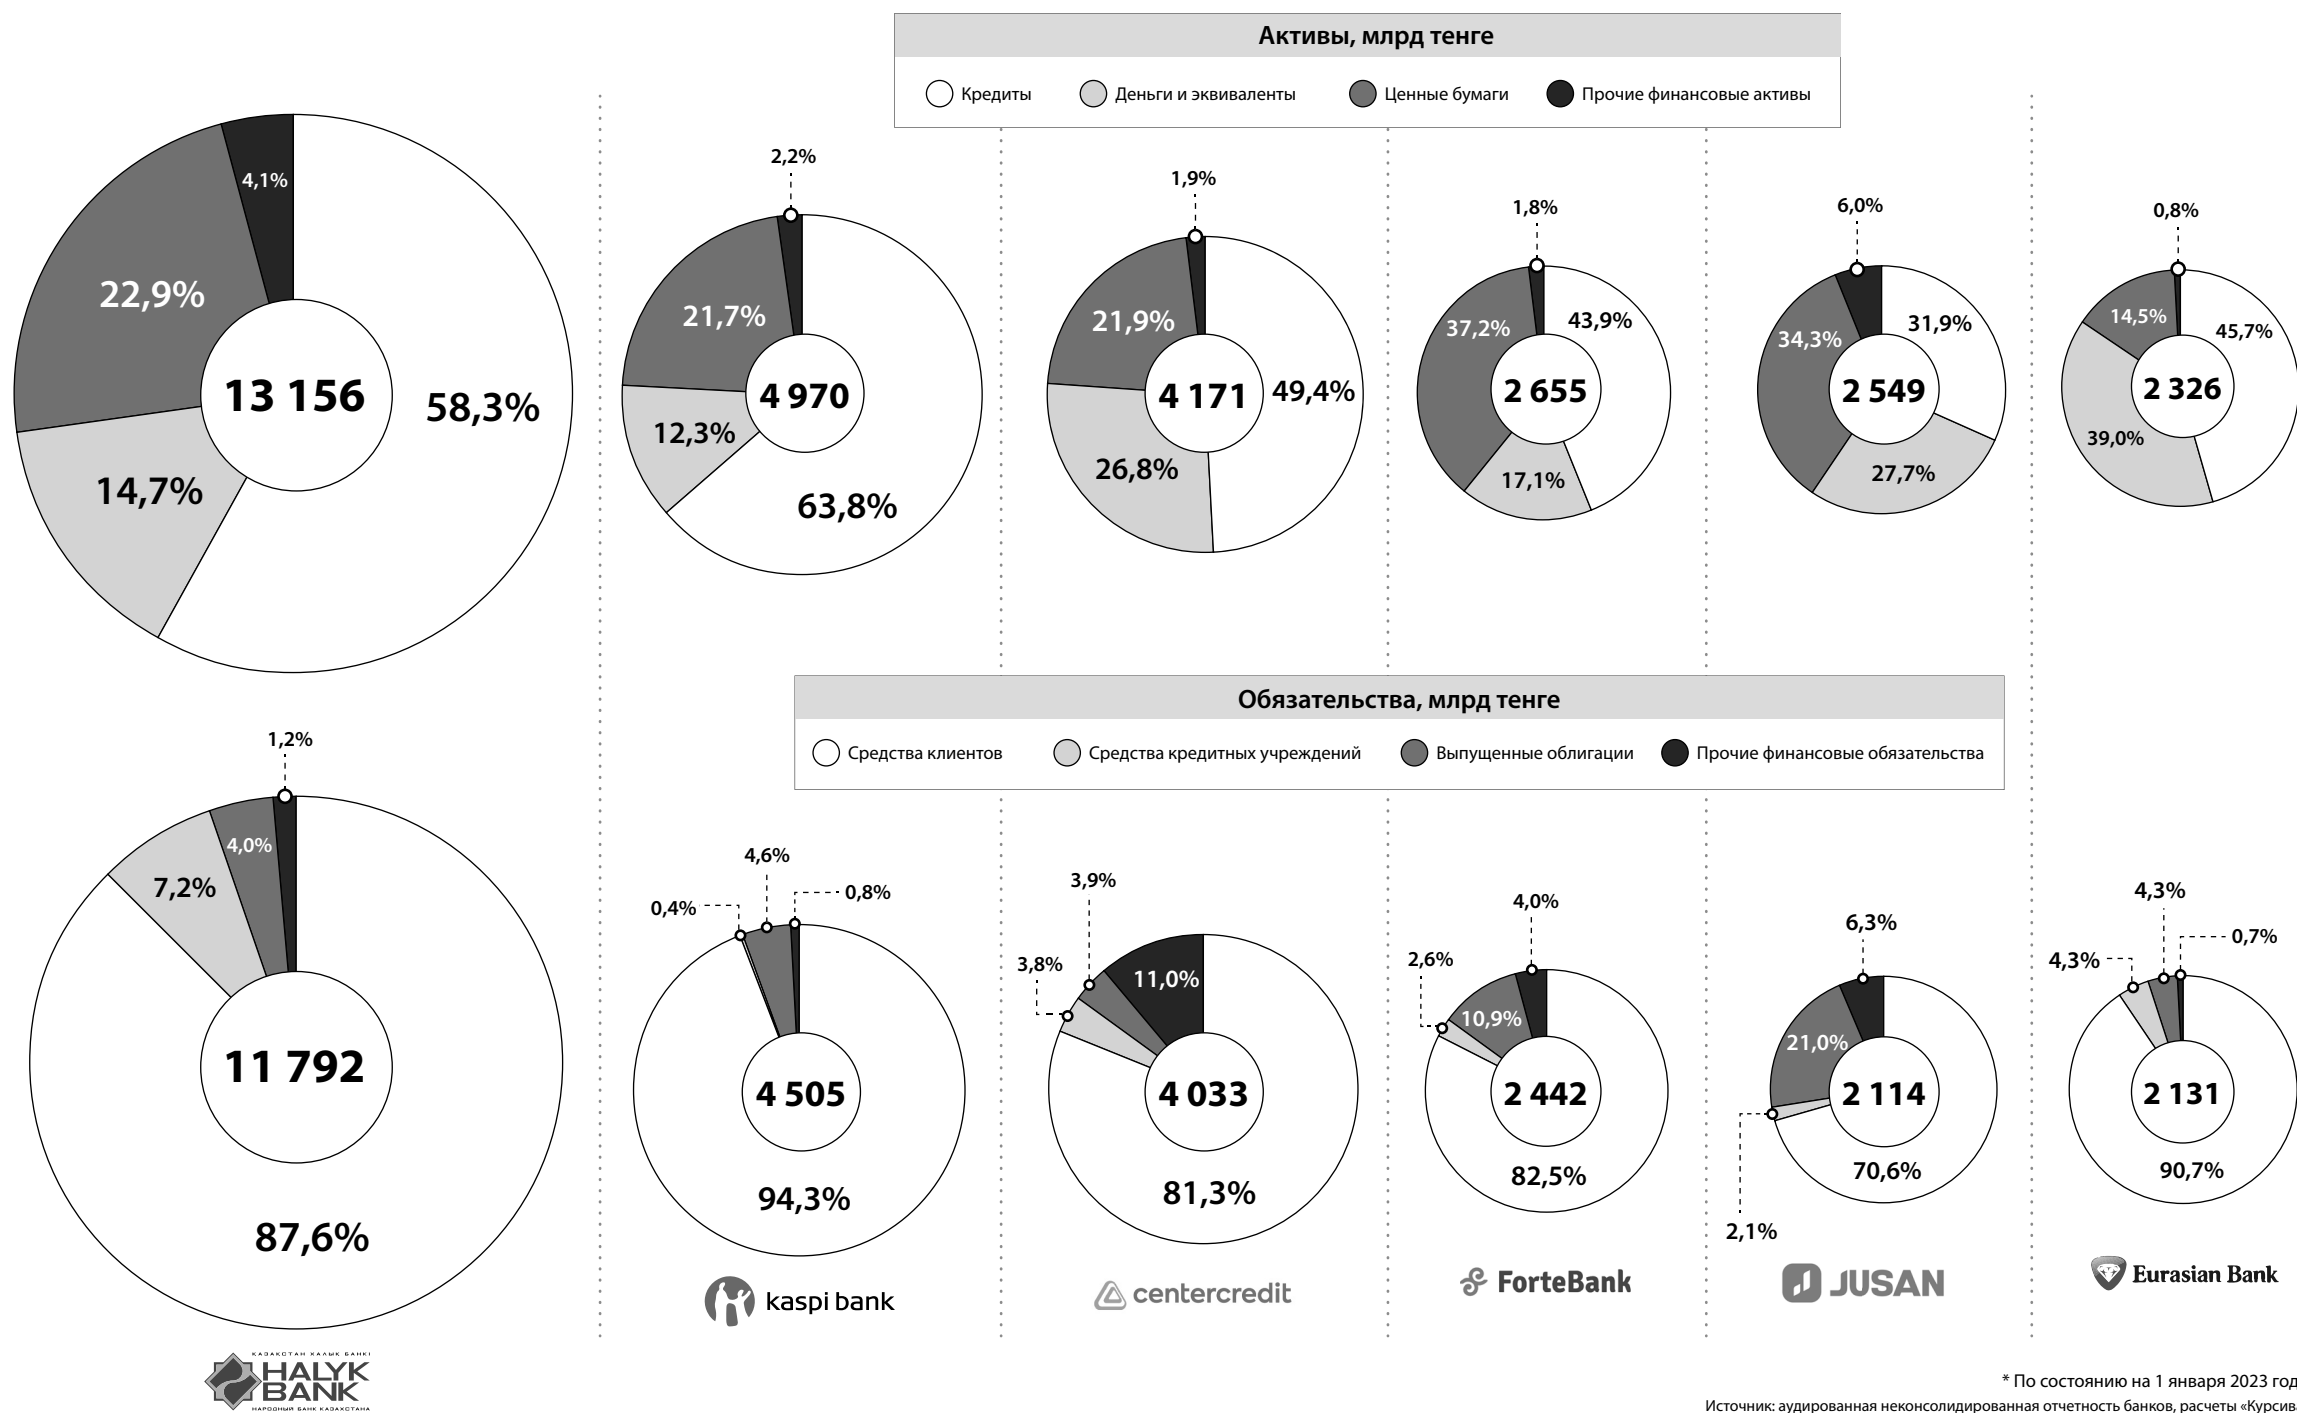 Активы, млрд тенге
Кредиты
Деньги и эквиваленты
Ценные бумаги
Прочие финансовые активы
4,1%
22,9%
13 156
58,3%
14,7%
2,2%
21,7%
4 970
12,3%
63,8%
1,9%
21,9%
4 171
49,4%
26,8%
1,8%
37,2%
43,9%
2 655
17,1%
6,0%
34,3%
31,9%
2 549
27,7%
0,8%
14,5%
45,7%
2 326
39,0%
Обязательства, млрд тенге
Средства клиентов
Средства кредитных учреждений
Выпущенные облигации
Прочие финансовые обязательства
1,2%
4,0%
7,2%
11 792
87,6%
4,6%
0,4%
0,8%
4 505
94,3%
3,9%
3,8%
11,0%
4 033
81,3%
4,0%
2,6%
10,9%
2 442
82,5%
6,3%
21,0%
2 114
70,6%
2,1%
4,3%
4,3%
0,7%
2 131
90,7%
ҚАЗАҚСТАН ХАЛЫҚ БАНКІ
HALYK
BANK
НАРОДНЫЙ БАНК КАЗАХСТАНА
kaspi bank
centercredit
ForteBank
JUSAN
Eurasian Bank
* По состоянию на 1 января 2023 год
Источник: аудированная неконсолидированная отчетность банков, расчеты «Курсива